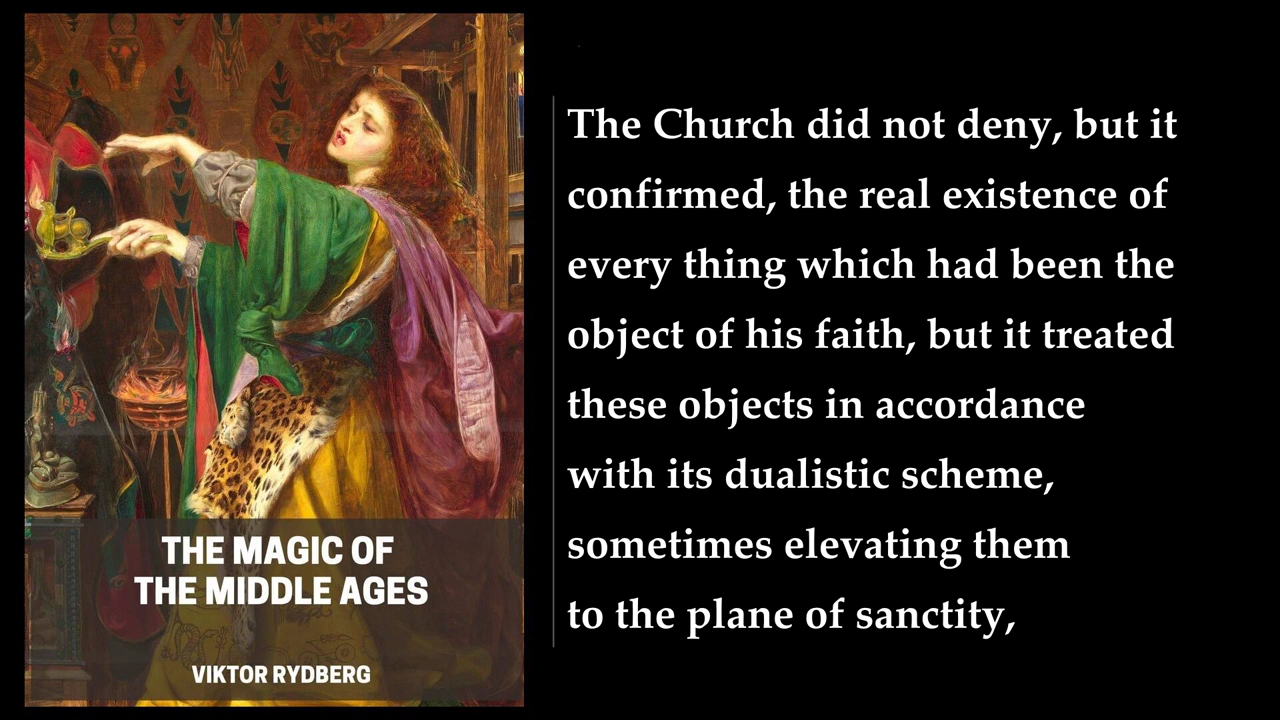 THE MAGIC OF
THE MIDDLE AGES
VIKTOR RYDBERG
The Church did not deny, but it
confirmed, the real existence of
every thing which had been the
object of his faith, but it treated
these objects in accordance
with its dualistic scheme,
sometimes elevating them
to the plane of sanctity,